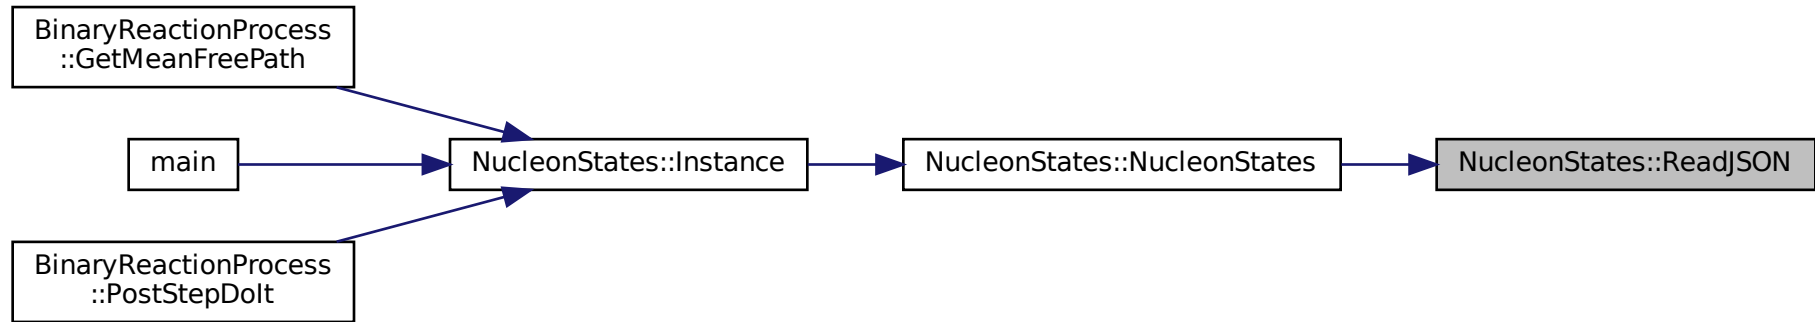 BinaryReactionProcess
::GetMeanFreePath
main
BinaryReactionProcess
::PostStepDoIt
NucleonStates::Instance
NucleonStates::NucleonStates
NucleonStates::ReadJSON